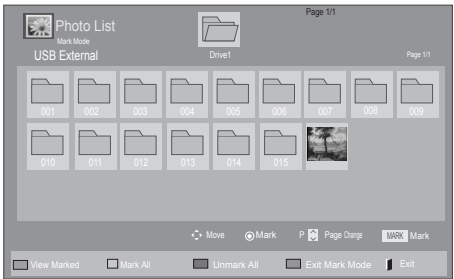 Page 1/1
Photo List
Mark Mode
USB External
Drive1
Page 1/1
001 002 003 004 005 006 007 008 009
010 011 012 013 014 015
Move Mark P Page Change MARK Mark
View Marked Mark All Unmark All Exit Mark Mode Exit